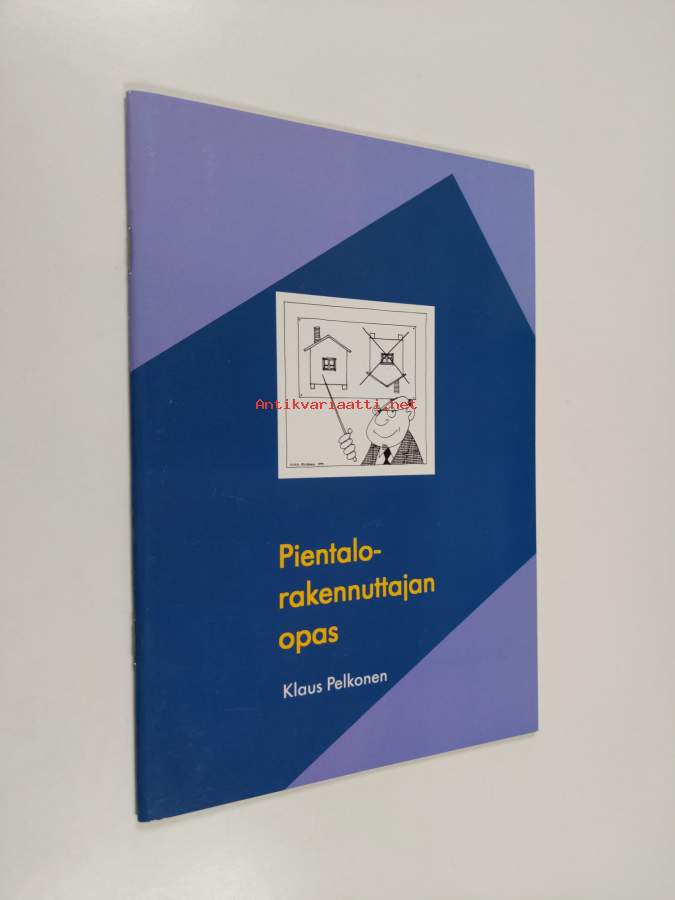 Antikvariaatti.net
Pientalo-
rakennuttajan
opas
Klaus Pelkonen